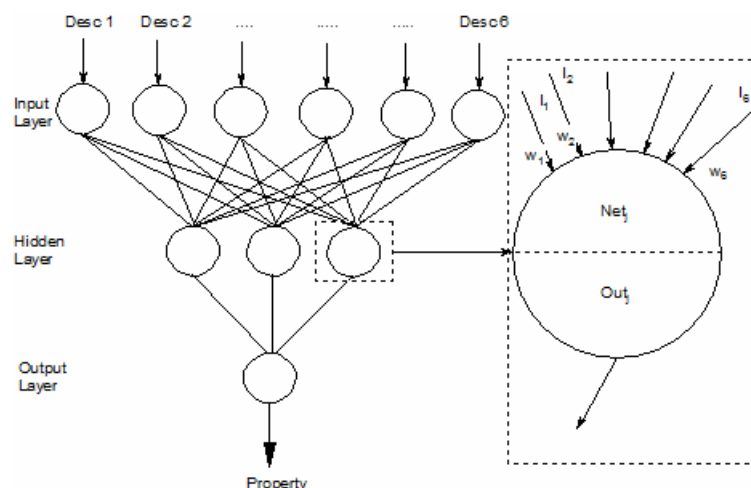 Desc 1 Desc 2 .... ..... ..... Desc 6
Input
Layer
I1 I2 I6
w1 w2 w6
Netj
Hidden
Layer
Outj
Output
Layer
Property